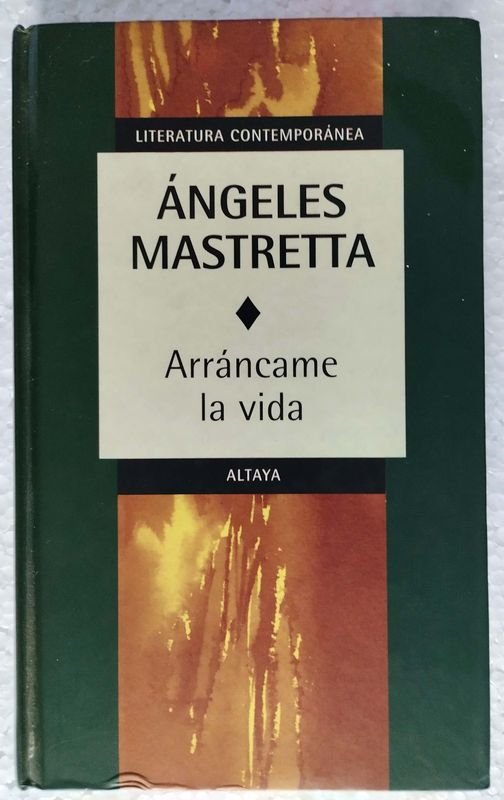 LITERATURA CONTEMPORÁNEA
ÁNGELES
MASTRETTA
Arráncame
la vida
ALTAYA